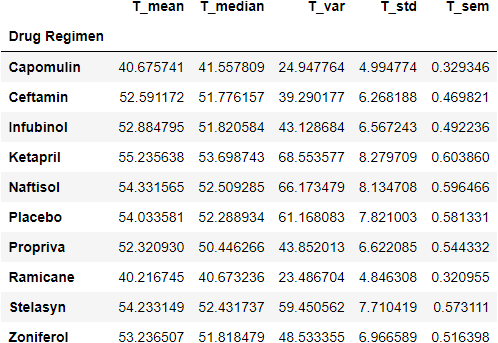 T_mean T_median T_var T_std T_sem
Drug Regimen
Capomulin 40.675741 41.557809 24.947764 4.994774 0.329346
Ceftamin 52.591172 51.776157 39.290177 6.268188 0.469821
Infubinol 52.884795 51.820584 43.128684 6.567243 0.492236
Ketapril 55.235638 53.698743 68.553577 8.279709 0.603860
Naftisol 54.331565 52.509285 66.173479 8.134708 0.596466
Placebo 54.033581 52.288934 61.168083 7.821003 0.581331
Propriva 52.320930 50.446266 43.852013 6.622085 0.544332
Ramicane 40.216745 40.673236 23.486704 4.846308 0.320955
Stelasyn 54.233149 52.431737 59.450562 7.710419 0.573111
Zoniferol 53.236507 51.818479 48.533355 6.966589 0.516398